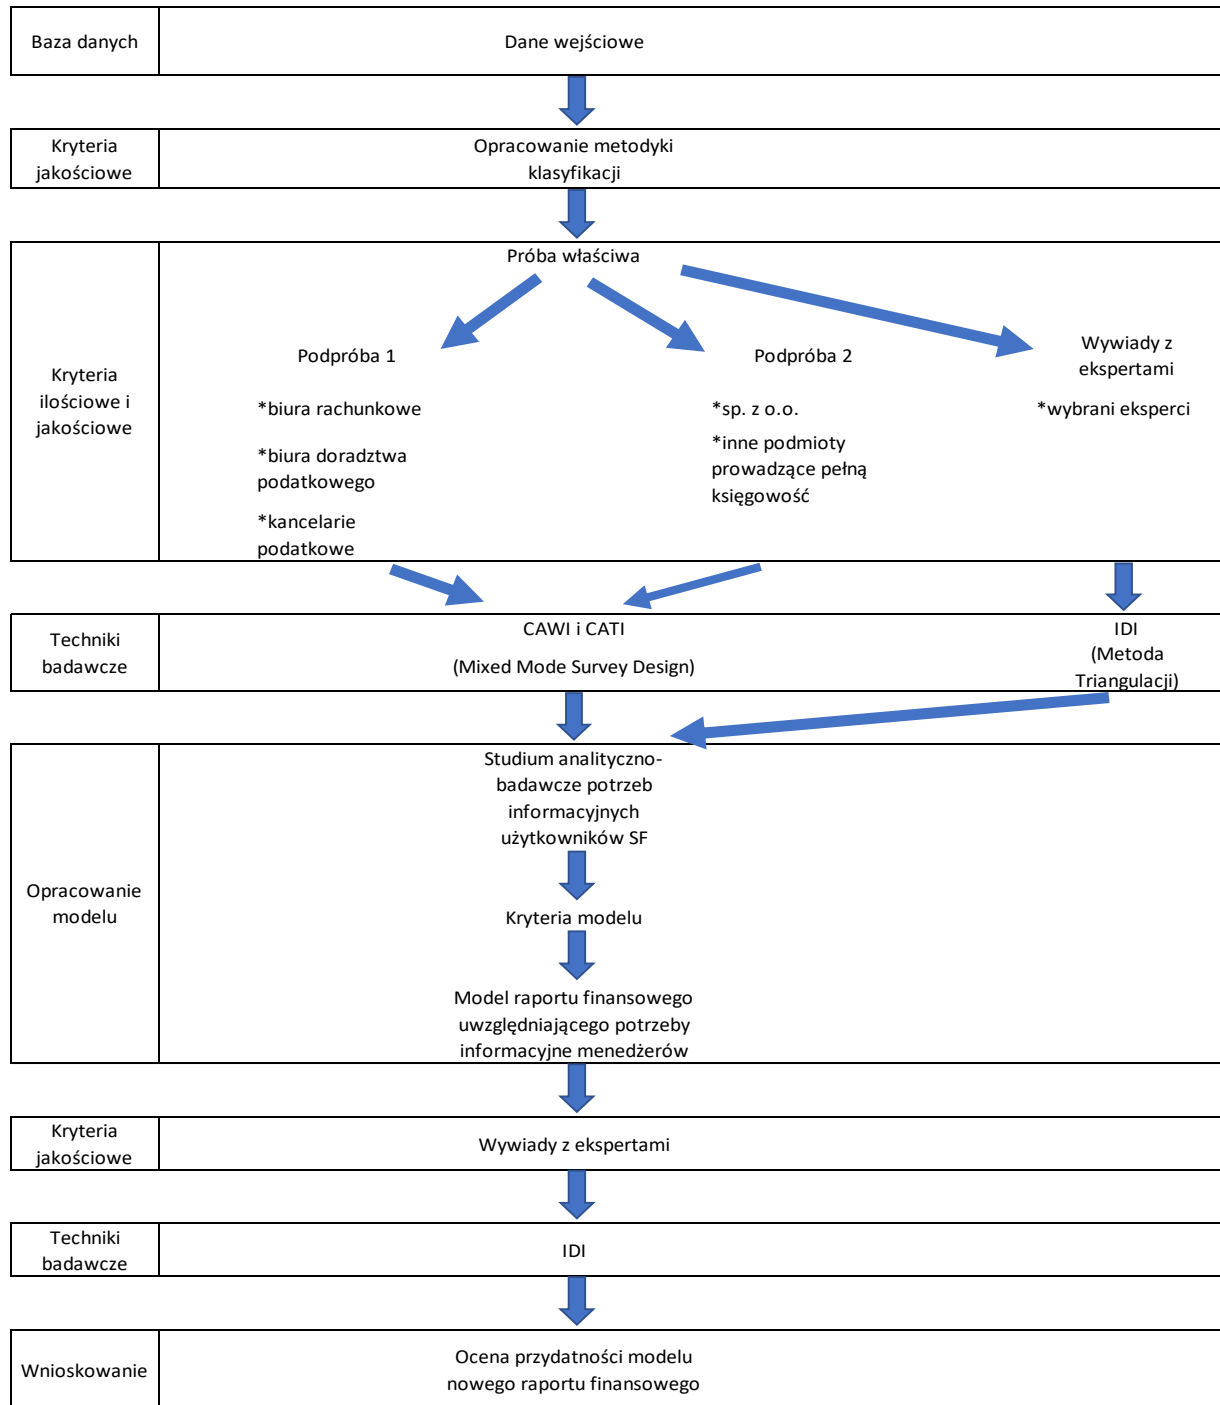 Baza danych
Dane wejściowe
Kryteria
jakościowe
Opracowanie metodyki
klasyfikacji
Kryteria
ilościowe i
jakościowe
Próba właściwa
Podpróba 1
*biura rachunkowe
*biura doradztwa
podatkowego
*kancelarie
podatkowe
Podpróba 2
*sp. z o.o.
*inne podmioty
prowadzące pełną
księgowość
Wywiady z
ekspertami
*wybrani eksperci
Techniki
badawcze
CAWI i CATI
(Mixed Mode Survey Design)
IDI
(Metoda
Triangulacji)
Opracowanie
modelu
Studium analityczno-
badawcze potrzeb
informacyjnych
użytkowników SF
Kryteria modelu
Model raportu finansowego
uwzględniającego potrzeby
informacyjne menedżerów
Kryteria
jakościowe
Wywiady z ekspertami
Techniki
badawcze
IDI
Wnioskowanie
Ocena przydatności modelu
nowego raportu finansowego